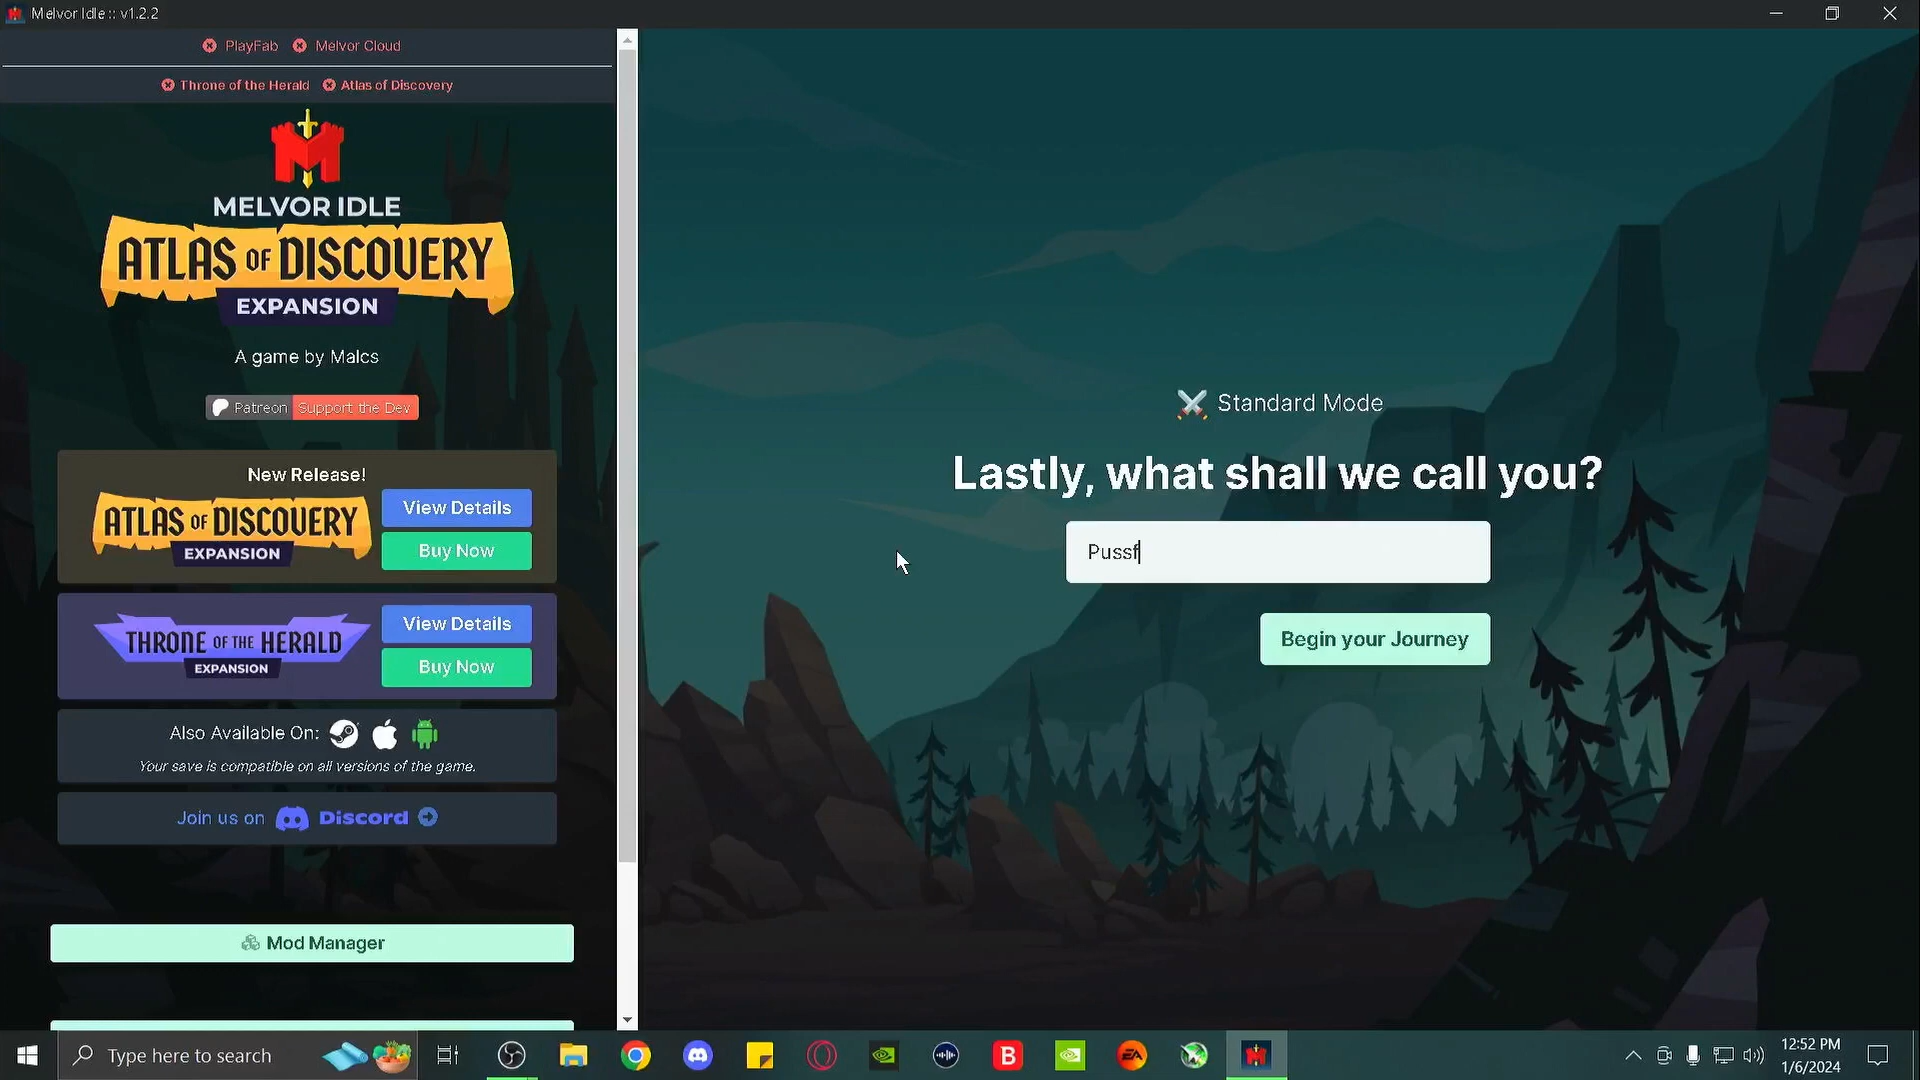 Melvor Idle :: v1.2.2
PlayFab Melvor Cloud
Throne of the Herald Atlas of Discovery
MELVOR IDLE
ATLAS OF DISCOVERY
EXPANSION
A game by Malcs
Patreon Support the Dev
New Release!
ATLAS OF DISCOVERY
EXPANSION
View Details
Buy Now
THRONE OF THE HERALD
EXPANSION
View Details
Buy Now
Also Available On:
Your save is compatible on all versions of the game.
Join us on Discord
Mod Manager
Standard Mode
Lastly, what shall we call you?
Pussf
Begin your Journey
Type here to search
B
EA
12:52 PM
1/6/2024